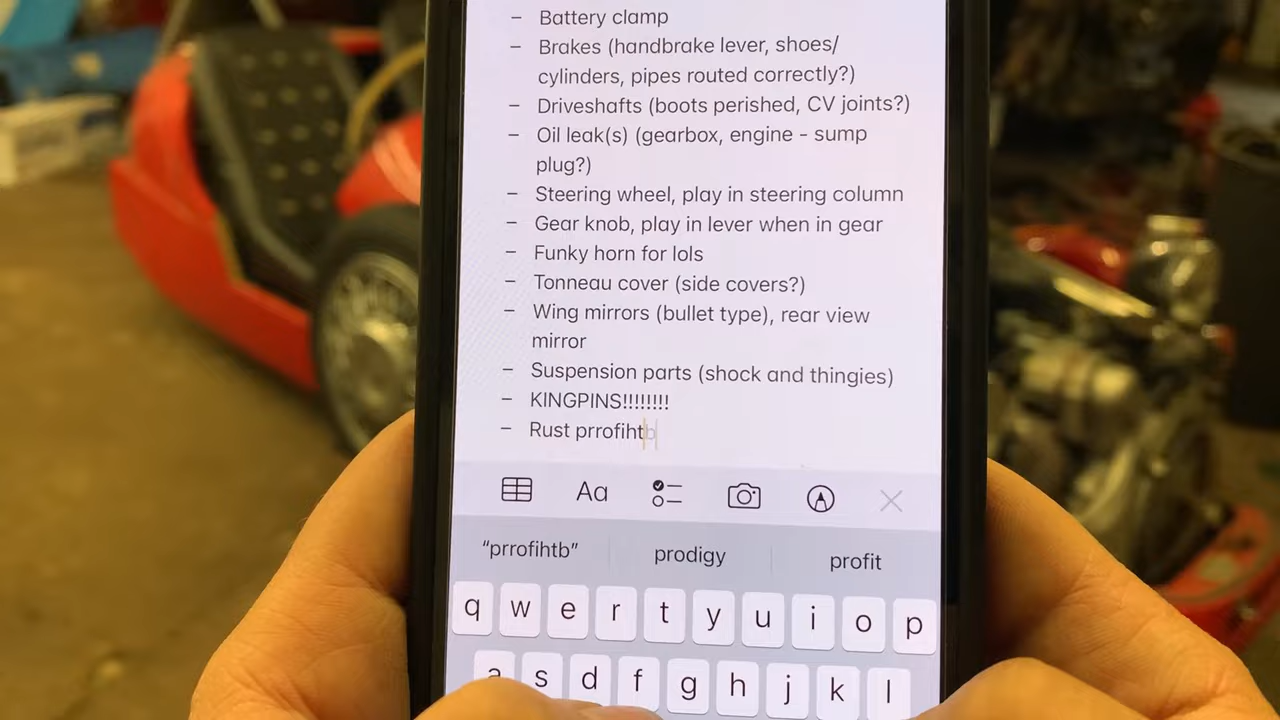 – Battery clamp
– Brakes (handbrake lever, shoes/
cylinders, pipes routed correctly?)
– Driveshafts (boots perished, CV joints?)
– Oil leak(s) (gearbox, engine - sump
plug?)
– Steering wheel, play in steering column
– Gear knob, play in lever when in gear
– Funky horn for lols
– Tonneau cover (side covers?)
– Wing mirrors (bullet type), rear view
mirror
– Suspension parts (shock and thingies)
– KINGPINS!!!!!!!!
– Rust prrofihtb
Aa
“prrofihtb” prodigy profit
q w e r t y u i o p
a s d f g h j k l